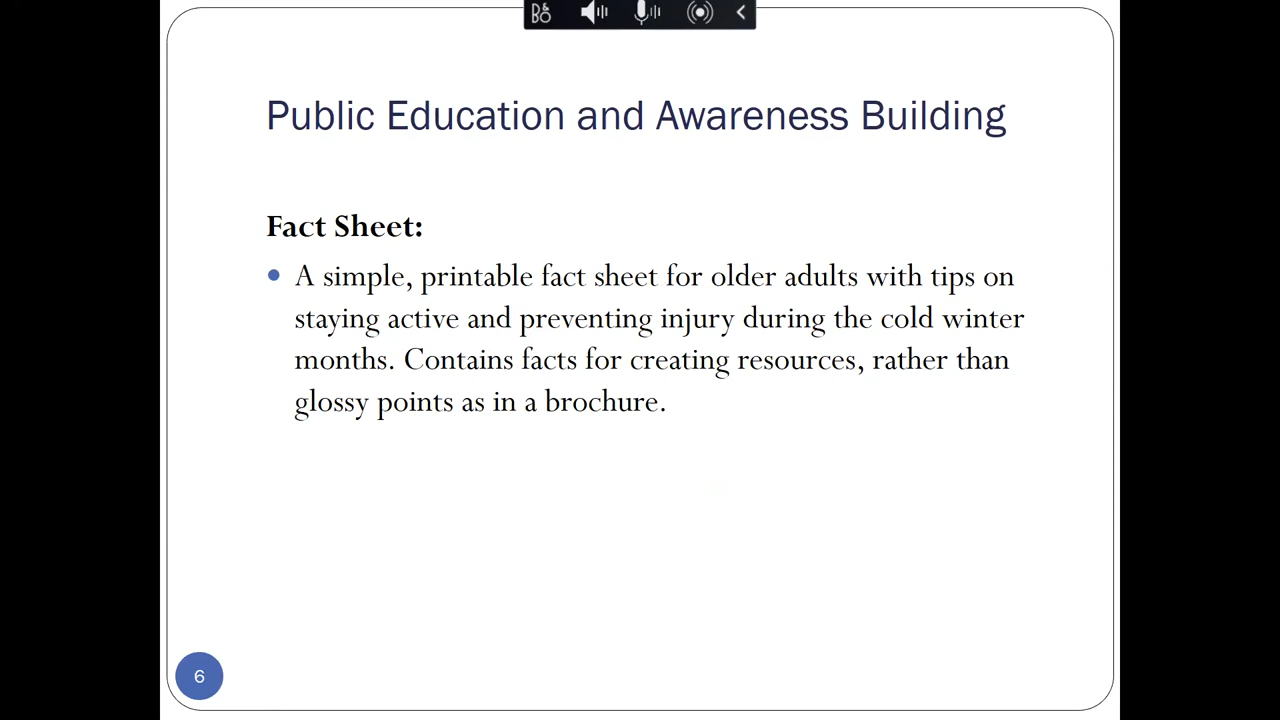 B&O
Public Education and Awareness Building
Fact Sheet:
• A simple, printable fact sheet for older adults with tips on
staying active and preventing injury during the cold winter
months. Contains facts for creating resources, rather than
glossy points as in a brochure.
6